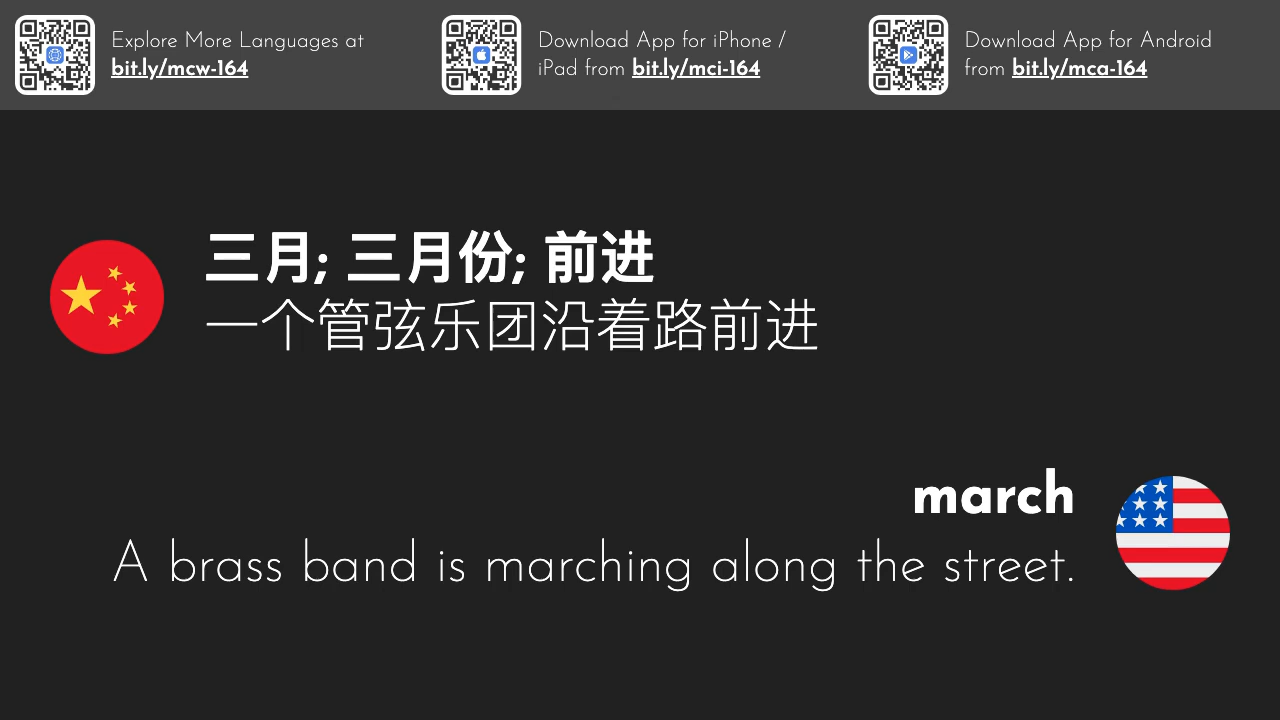 Explore More Languages at
bit.ly/mcw-164
Download App for iPhone /
iPad from bit.ly/mci-164
Download App for Android
from bit.ly/mca-164
三月; 三月份; 前进
一个管弦乐团沿着路前进
march
A brass band is marching along the street.